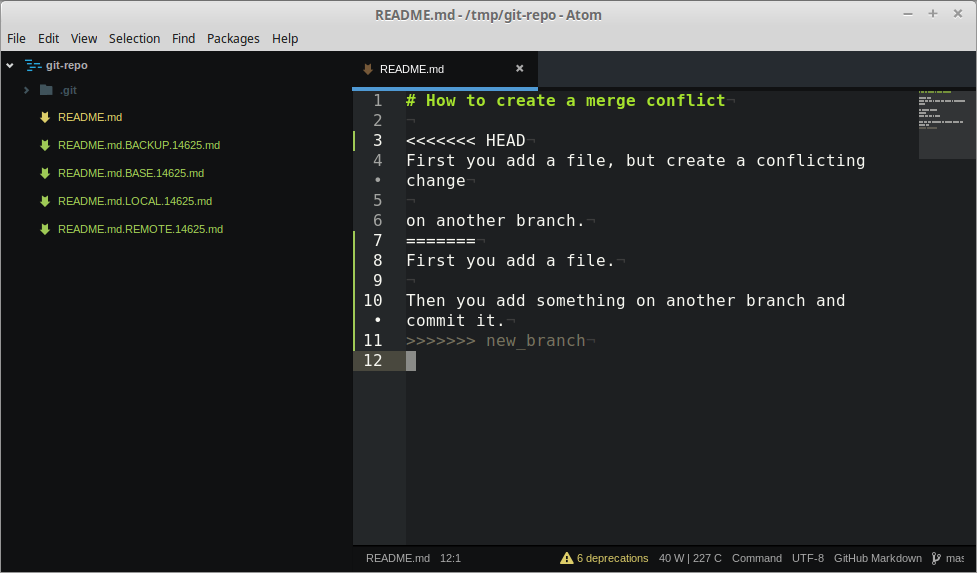 README.md - /tmp/git-repo - Atom
File Edit View Selection Find Packages Help
git-repo
.git
README.md
README.md.BACKUP.14625.md
README.md.BASE.14625.md
README.md.LOCAL.14625.md
README.md.REMOTE.14625.md
README.md
1 # How to create a merge conflict¬
2 ¬
3 <<<<<<< HEAD¬
4 First you add a file, but create a conflicting
• change¬
5 ¬
6 on another branch.¬
7 =======¬
8 First you add a file.¬
9 ¬
10 Then you add something on another branch and
• commit it.¬
11 >>>>>>> new_branch¬
12
README.md 12:1 6 deprecations 40 W | 227 C Command UTF-8 GitHub Markdown mas